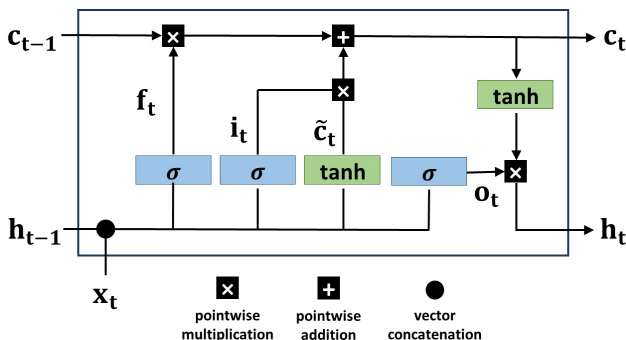 c_{t-1} × + c_t
tanh
f_t
×
i_t
c̃_t
σ σ tanh σ ×
o_t
h_{t-1} h_t
x_t
× +
pointwise pointwise vector
multiplication addition concatenation